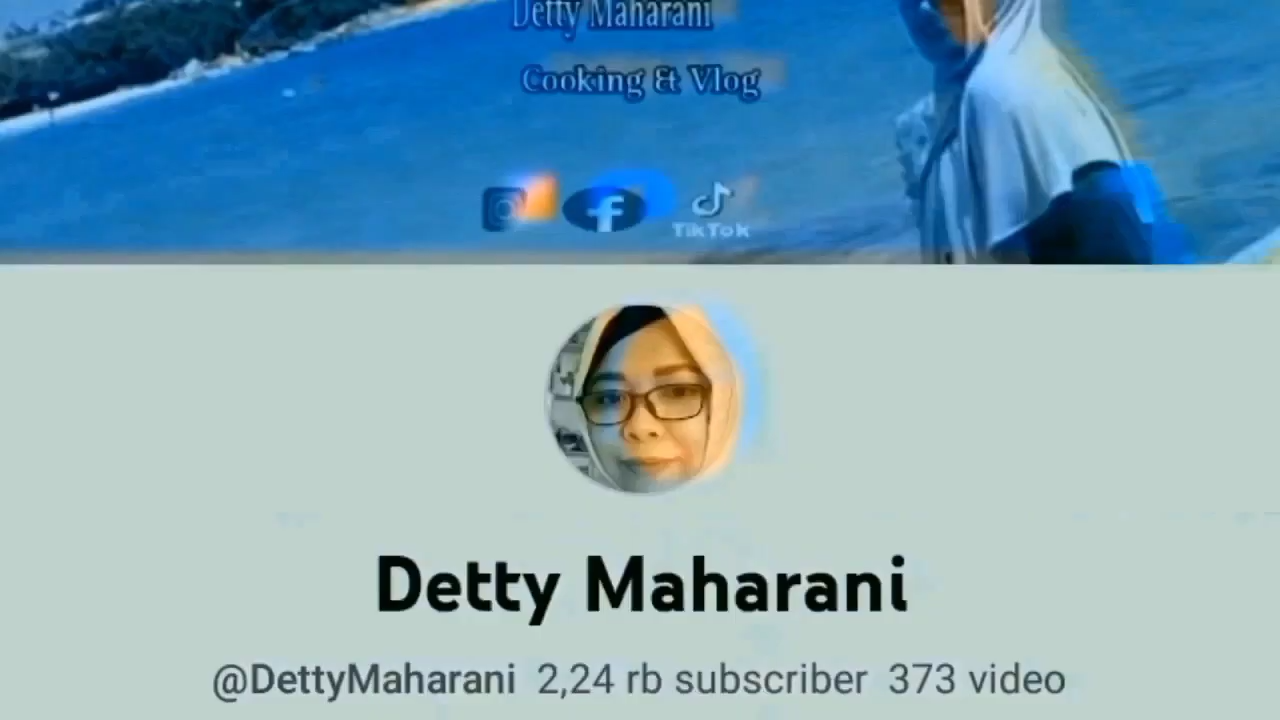 Detty Maharani
Cooking & Vlog
TikTok
Detty Maharani
@DettyMaharani 2,24 rb subscriber 373 video